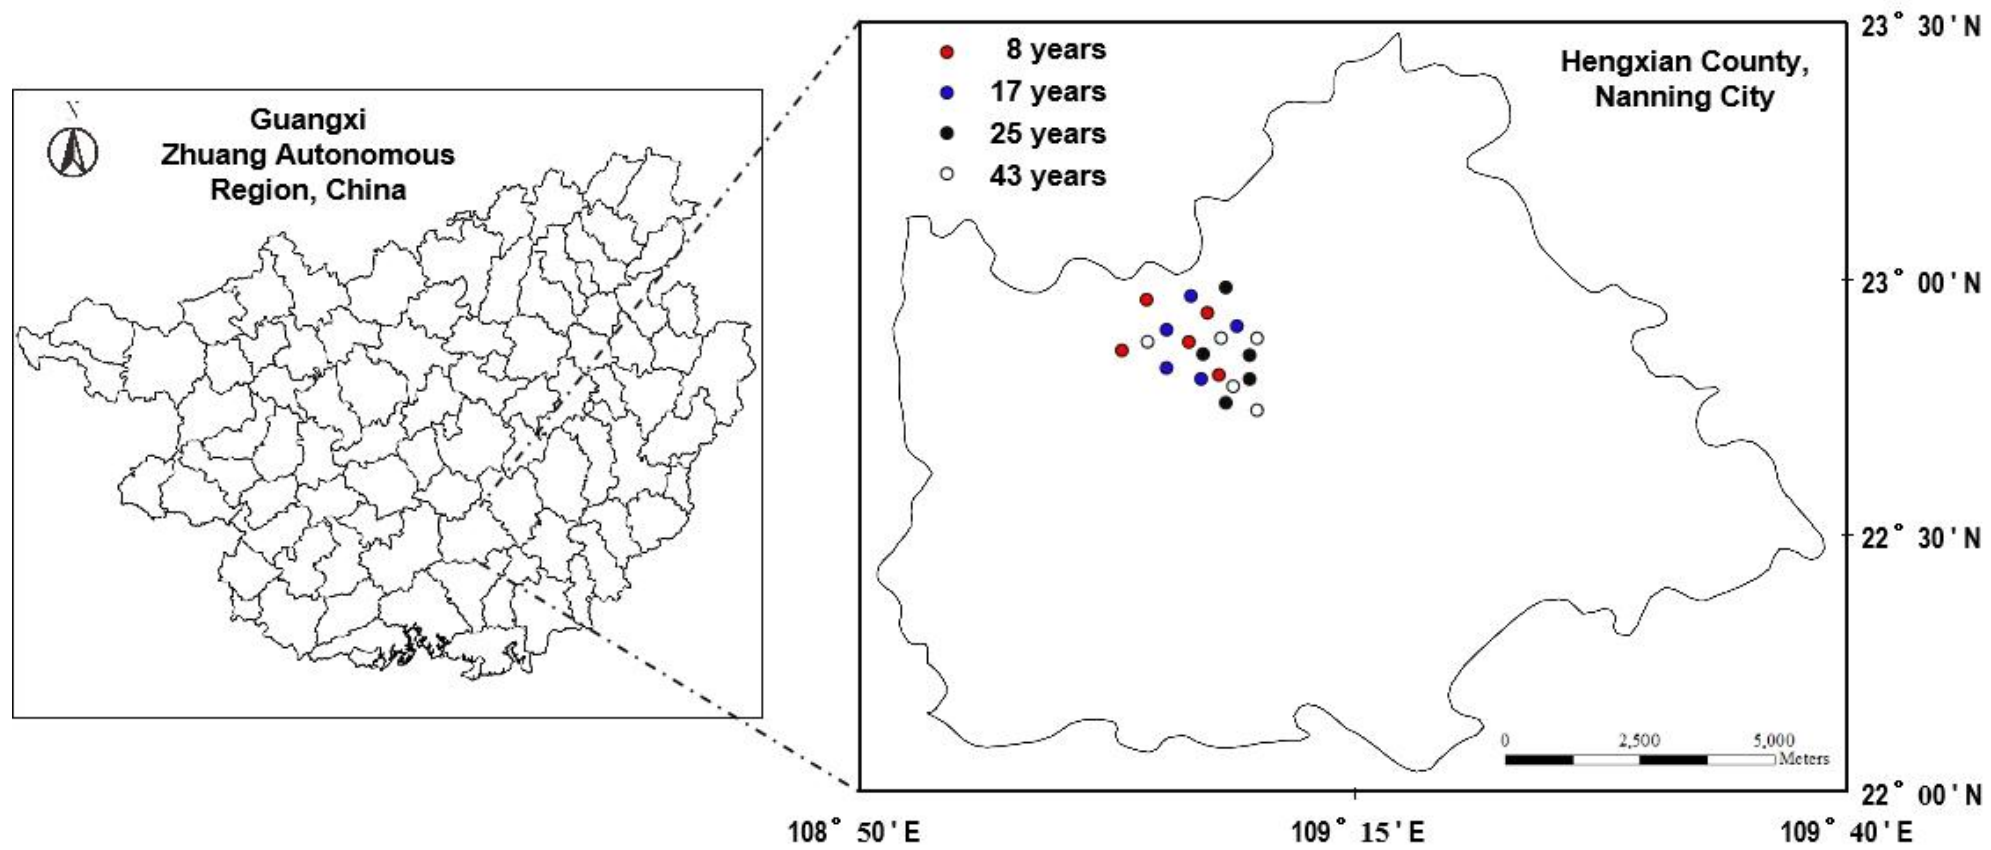 N
Guangxi
Zhuang Autonomous
Region, China
8 years
17 years
25 years
43 years
Hengxian County,
Nanning City
23° 30' N
23° 00' N
22° 30' N
22° 00' N
0 2,500 5,000
Meters
108° 50' E 109° 15' E 109° 40' E